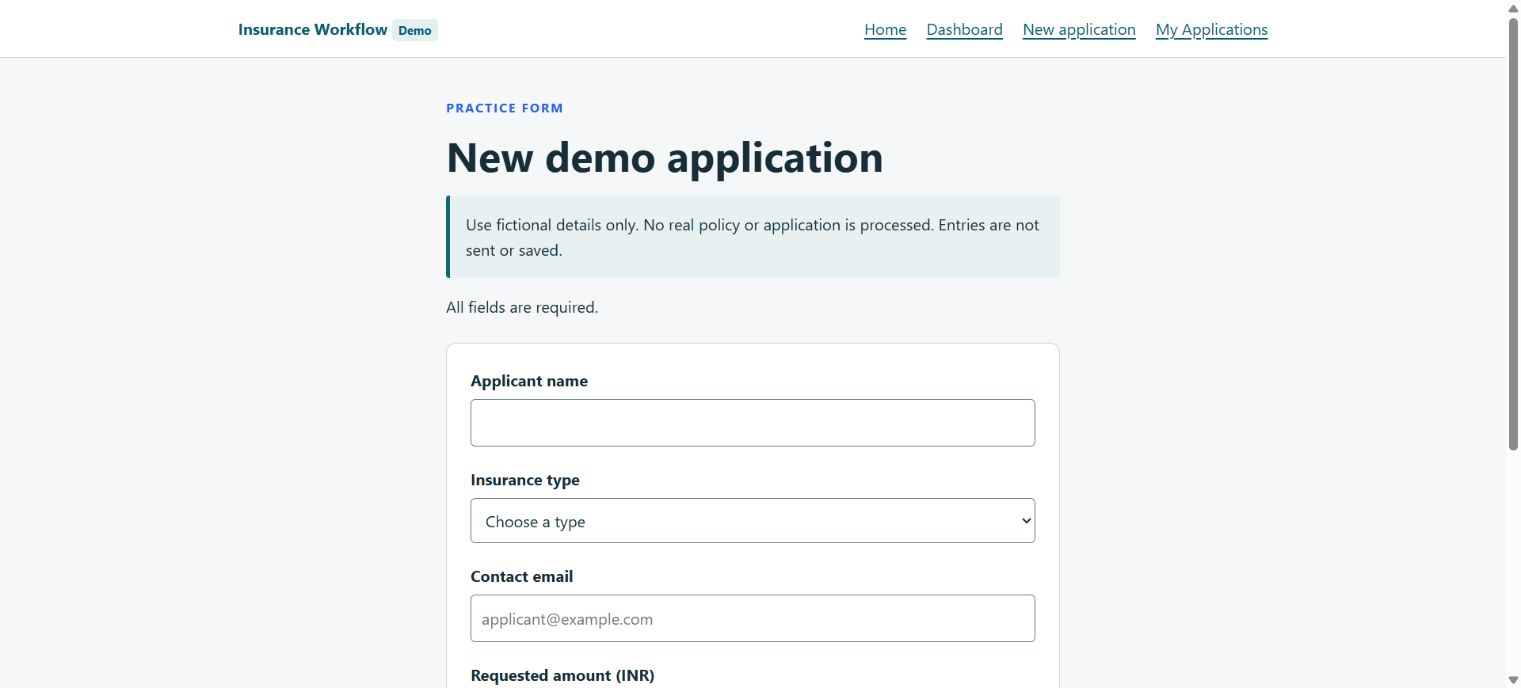 Insurance Workflow Demo
Home Dashboard New application My Applications
PRACTICE FORM
New demo application
Use fictional details only. No real policy or application is processed. Entries are not
sent or saved.
All fields are required.
Applicant name
Insurance type
Choose a type
Contact email
applicant@example.com
Requested amount (INR)